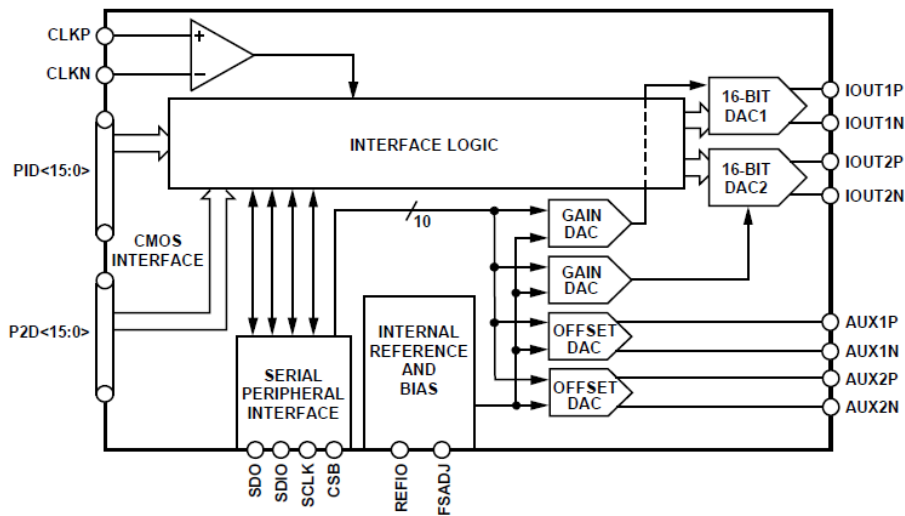 CLKP
CLKN
+
−
PID<15:0>
CMOS
INTERFACE
P2D<15:0>
INTERFACE LOGIC
16-BIT
DAC1
16-BIT
DAC2
IOUT1P
IOUT1N
IOUT2P
IOUT2N
10
GAIN
DAC
GAIN
DAC
OFFSET
DAC
OFFSET
DAC
AUX1P
AUX1N
AUX2P
AUX2N
SERIAL
PERIPHERAL
INTERFACE
INTERNAL
REFERENCE
AND
BIAS
SDO
SDIO
SCLK
CSB
REFIO
FSADJ